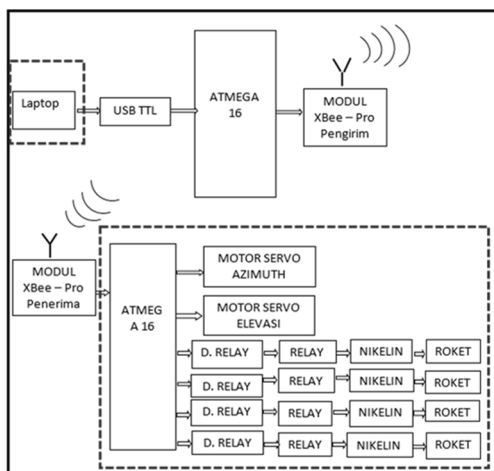 Laptop
USB TTL
ATMEGA
16
MODUL
XBee – Pro
Pengirim
MODUL
XBee – Pro
Penerima
ATMEG
A 16
MOTOR SERVO
AZIMUTH
MOTOR SERVO
ELEVASI
D. RELAY RELAY NIKELIN ROKET
D. RELAY RELAY NIKELIN ROKET
D. RELAY RELAY NIKELIN ROKET
D. RELAY RELAY NIKELIN ROKET